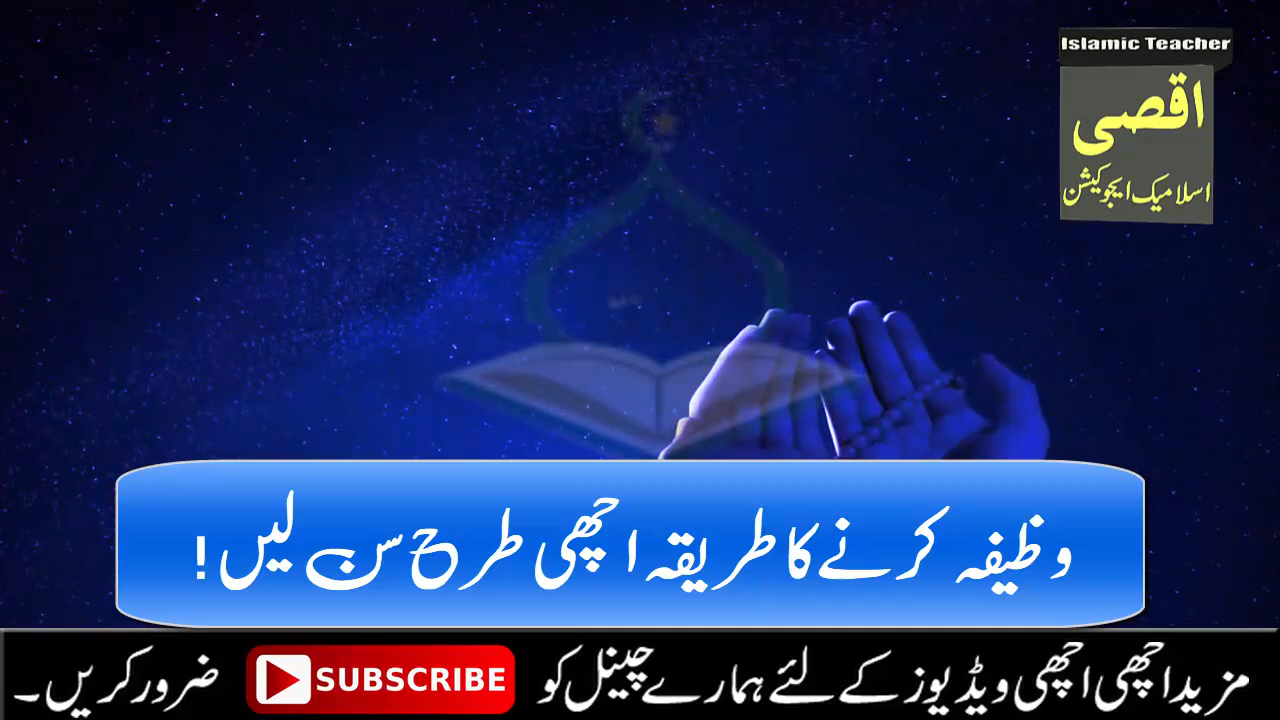 Islamic Teacher
اقصی
اسلامیک ایجوکیشن
وظیفہ کرنے کا طریقہ اچھی طرح سن لیں!
مزید اچھی اچھی ویڈیوز کے لئے ہمارے چینل کو SUBSCRIBE ضرور کریں۔